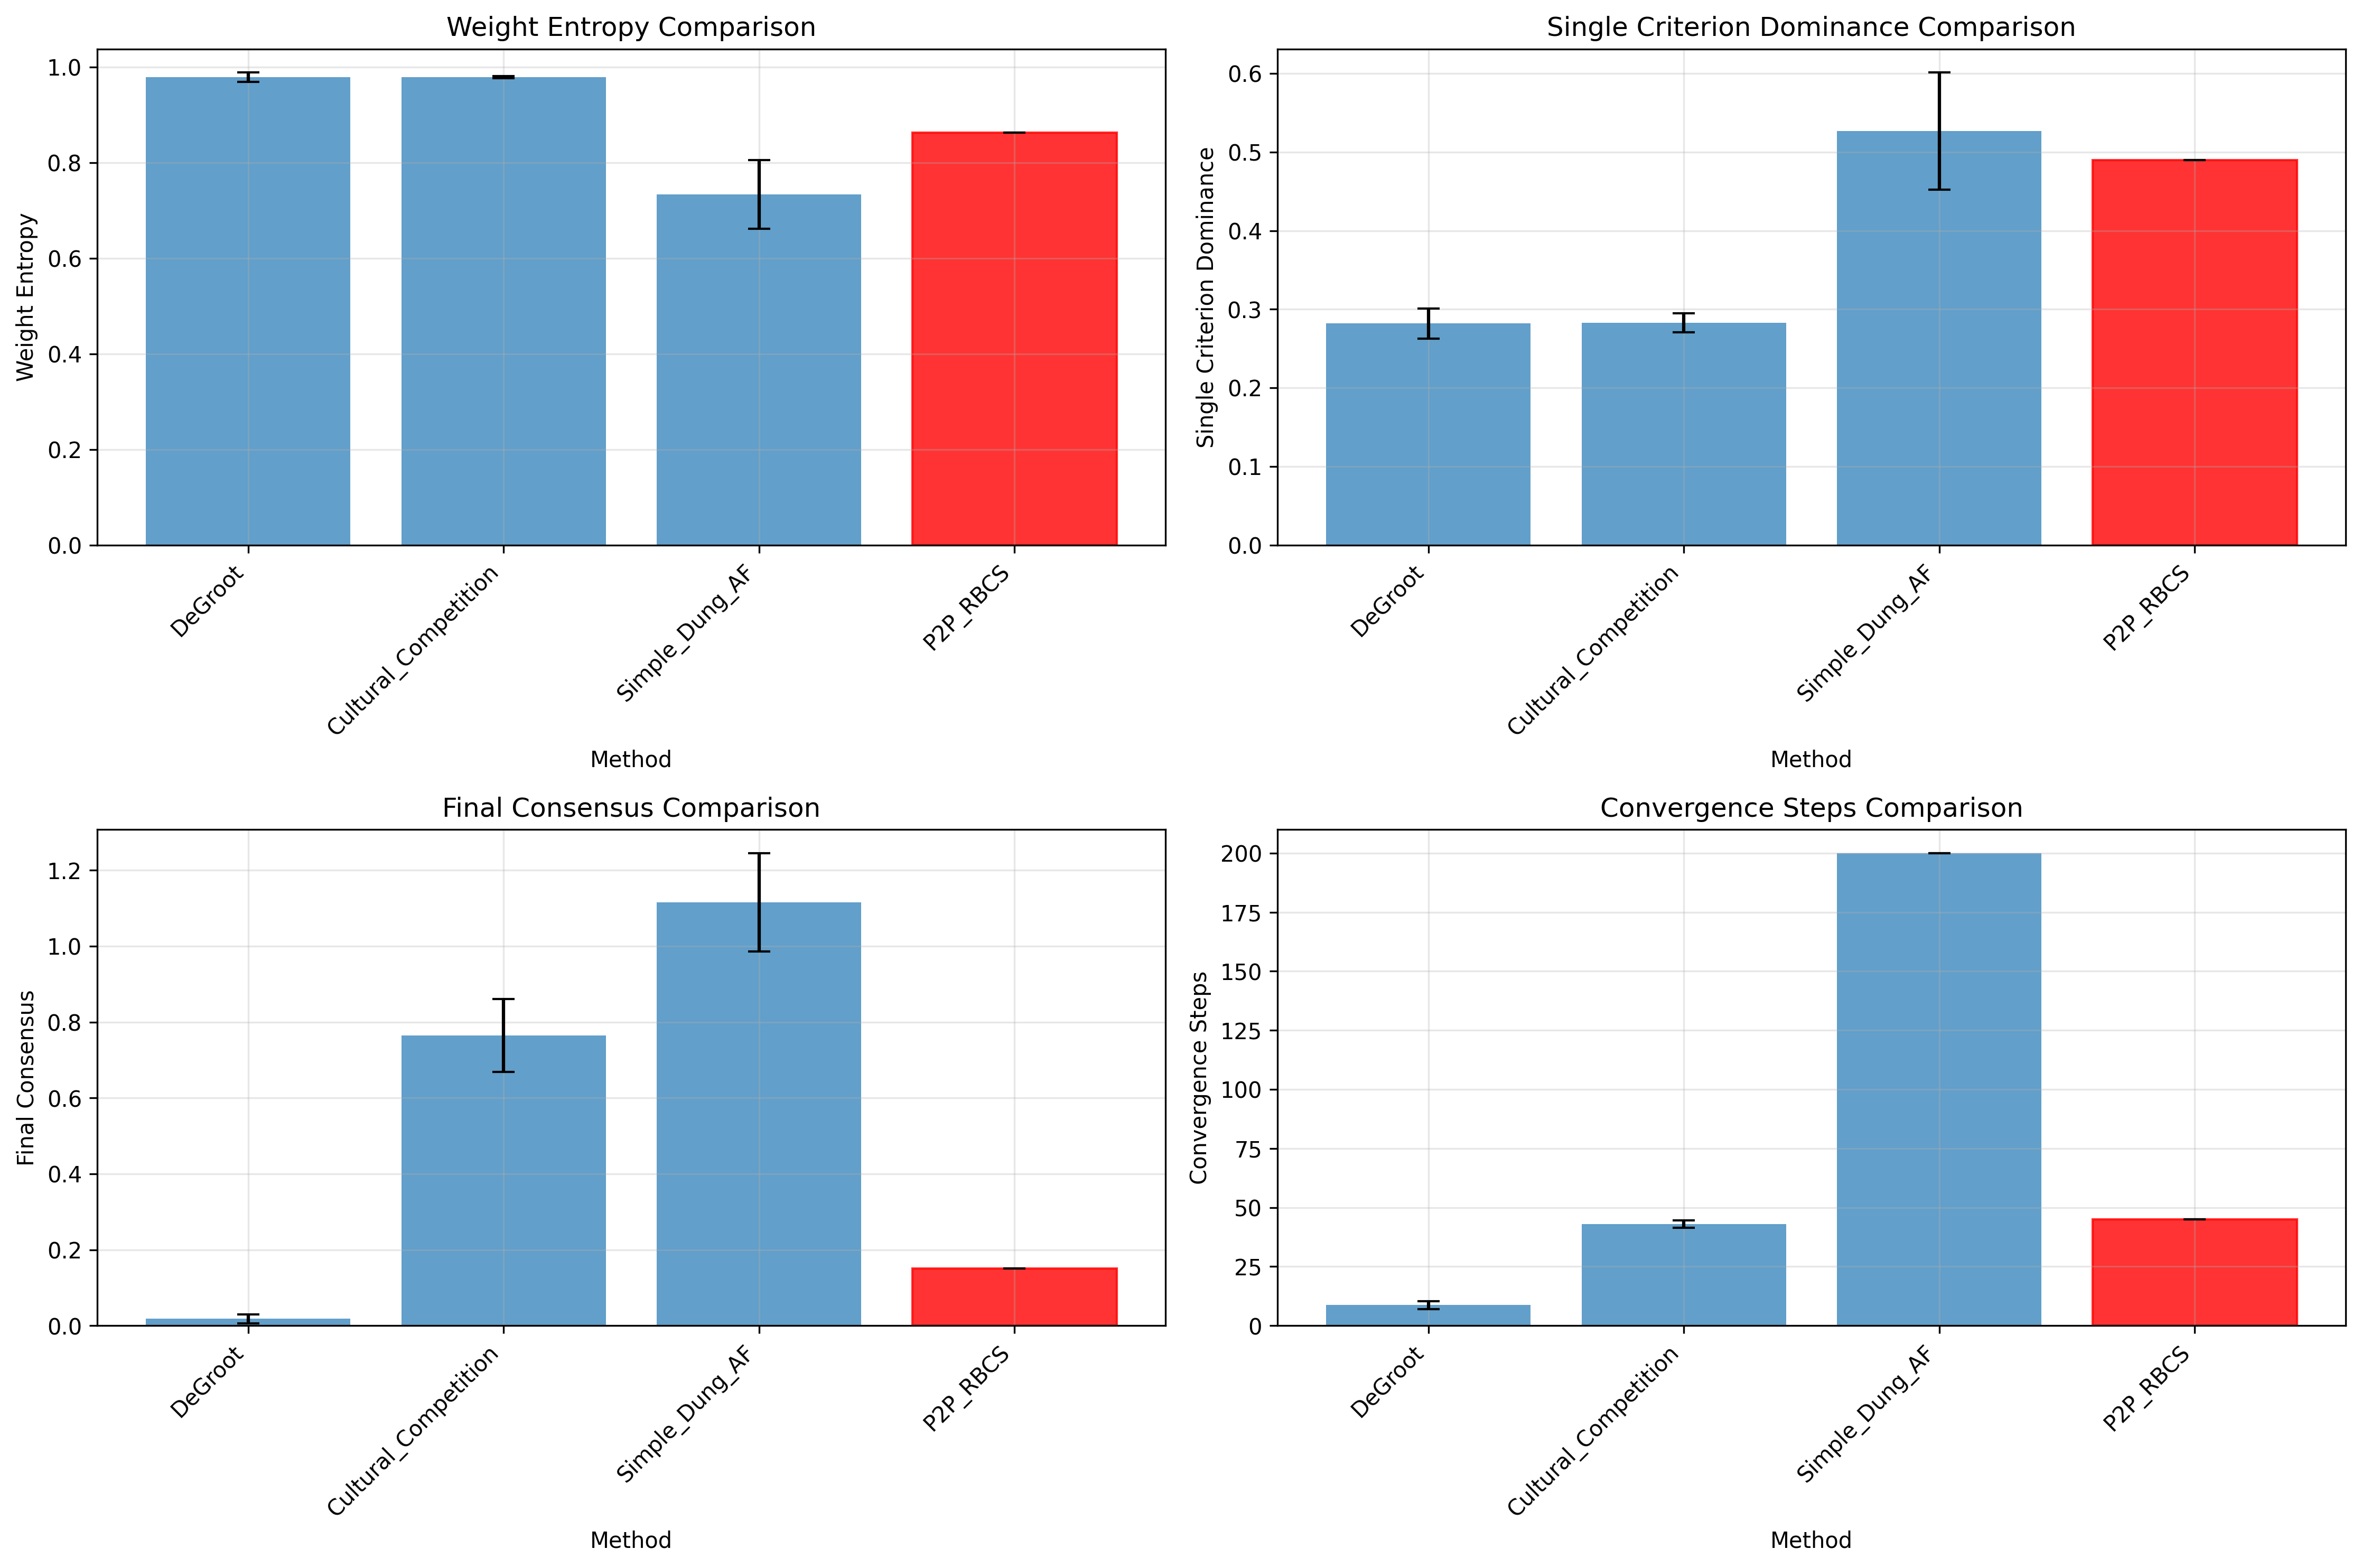 Weight Entropy Comparison
Weight Entropy
1.0
0.8
0.6
0.4
0.2
0.0
DeGroot
Cultural_Competition
Simple_Dung_AF
P2P_RBCS
Method
Single Criterion Dominance Comparison
Single Criterion Dominance
0.6
0.5
0.4
0.3
0.2
0.1
0.0
DeGroot
Cultural_Competition
Simple_Dung_AF
P2P_RBCS
Method
Final Consensus Comparison
Final Consensus
1.2
1.0
0.8
0.6
0.4
0.2
0.0
DeGroot
Cultural_Competition
Simple_Dung_AF
P2P_RBCS
Method
Convergence Steps Comparison
Convergence Steps
200
175
150
125
100
75
50
25
0
DeGroot
Cultural_Competition
Simple_Dung_AF
P2P_RBCS
Method